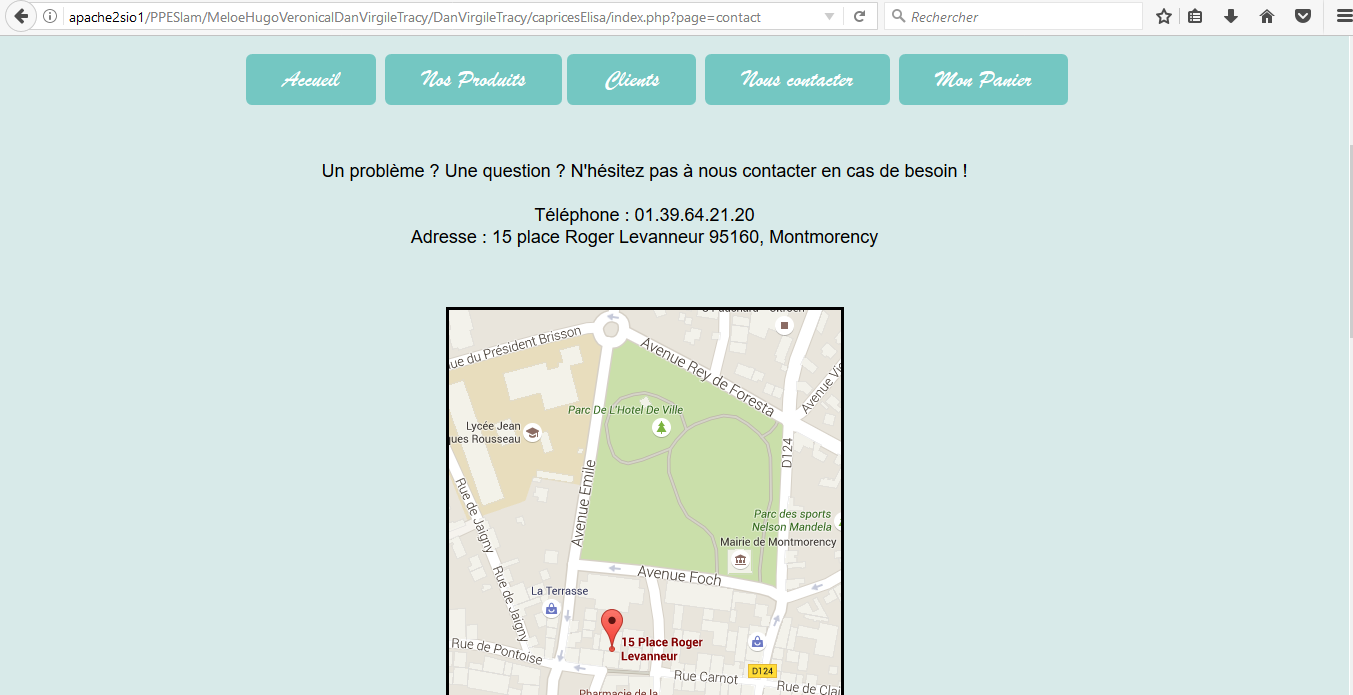 apache2sio1/PPESlam/MeloeHugoVeronicalDanVirgileTracy/DanVirgileTracy/capricesElisa/index.php?page=contact
Rechercher
Accueil
Nos Produits
Clients
Nous contacter
Mon Panier
Un problème ? Une question ? N'hésitez pas à nous contacter en cas de besoin !
Téléphone : 01.39.64.21.20
Adresse : 15 place Roger Levanneur 95160, Montmorency
ue du Président Brisson
Avenue Rey de Foresta
Avenue Vi
Parc De L'Hotel De Ville
Lycée Jean
ques Rousseau
D124
Avenue Emile
Rue de Jaigny
Parc des sports
Nelson Mandela
Mairie de Montmorency
Avenue Foch
Rue de Jaigny
La Terrasse
15 Place Roger
Levanneur
Rue de Pontoise
D124
Rue Carnot
Rue de Clai
Pharmacie de la